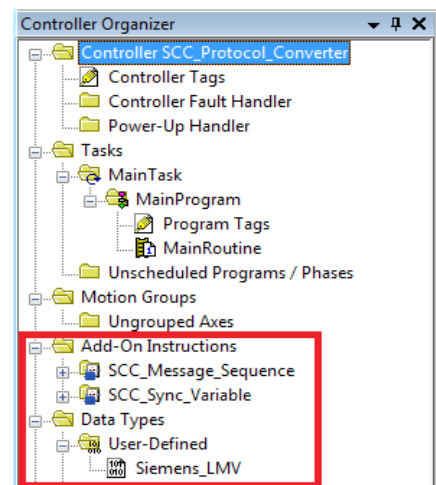 Controller Organizer
Controller SCC_Protocol_Converter
Controller Tags
Controller Fault Handler
Power-Up Handler
Tasks
MainTask
MainProgram
Program Tags
MainRoutine
Unscheduled Programs / Phases
Motion Groups
Ungrouped Axes
Add-On Instructions
SCC_Message_Sequence
SCC_Sync_Variable
Data Types
User-Defined
Siemens_LMV